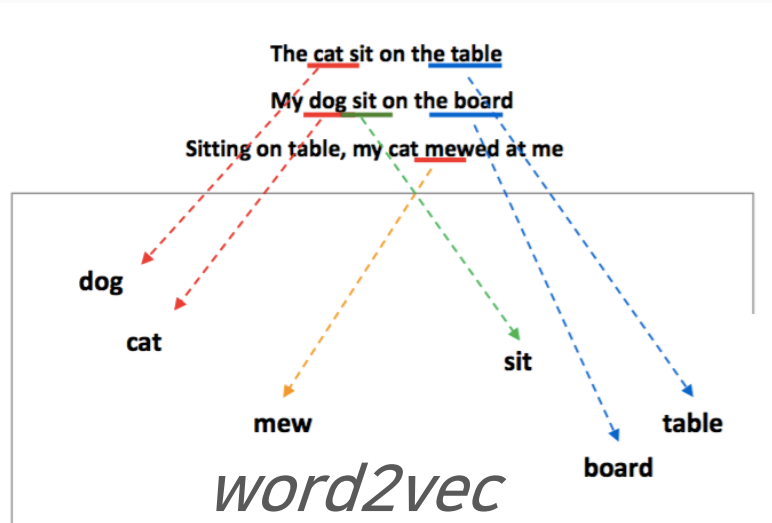 The cat sit on the table
My dog sit on the board
Sitting on table, my cat mewed at me
dog
cat
sit
mew
table
board
word2vec